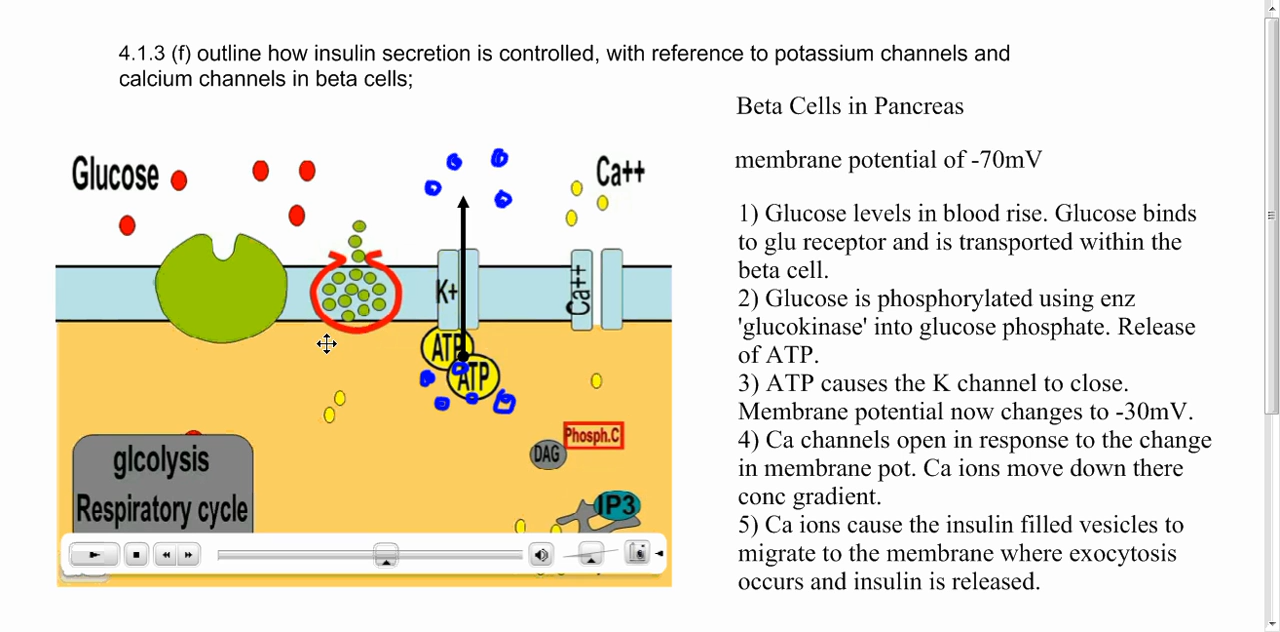 4.1.3 (f) outline how insulin secretion is controlled, with reference to potassium channels and
calcium channels in beta cells;
Beta Cells in Pancreas
membrane potential of -70mV
1) Glucose levels in blood rise. Glucose binds
to glu receptor and is transported within the
beta cell.
2) Glucose is phosphorylated using enz
'glucokinase' into glucose phosphate. Release
of ATP.
3) ATP causes the K channel to close.
Membrane potential now changes to -30mV.
4) Ca channels open in response to the change
in membrane pot. Ca ions move down there
conc gradient.
5) Ca ions cause the insulin filled vesicles to
migrate to the membrane where exocytosis
occurs and insulin is released.
Glucose
Ca++
K+
Ca++
ATP
ATP
Phosph.C
DAG
IP3
glcolysis
Respiratory cycle